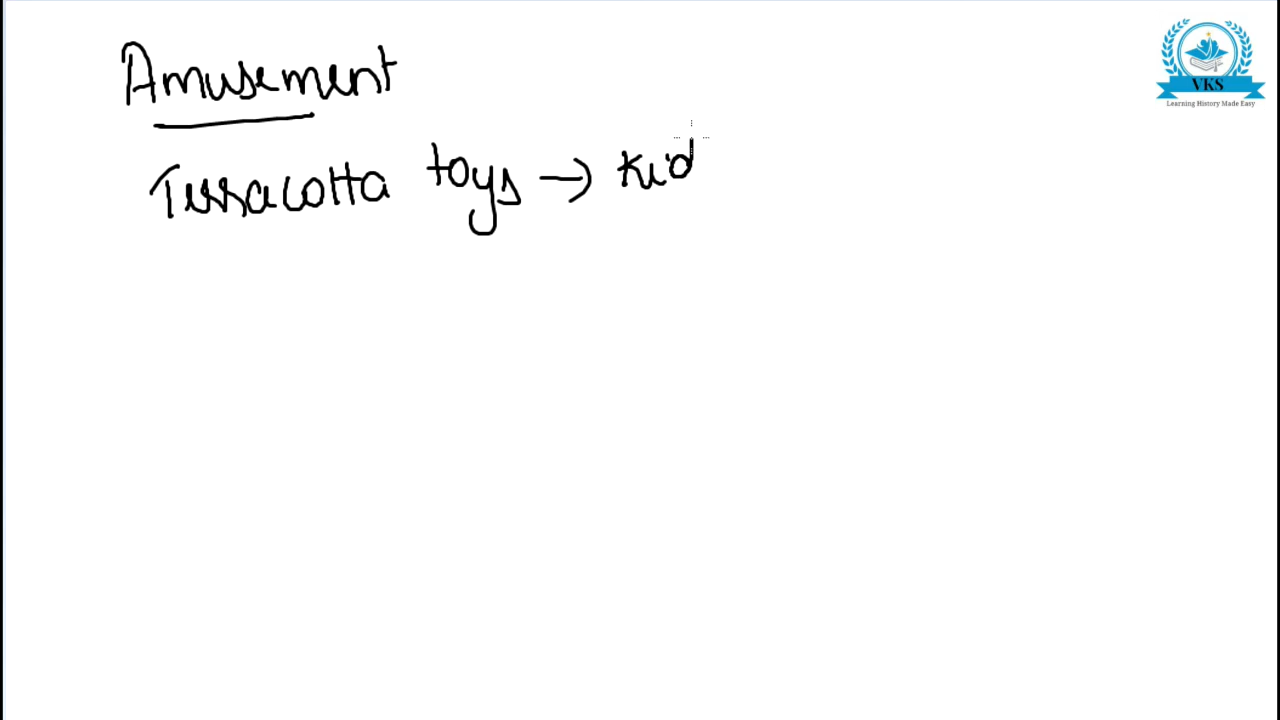 Amusement
VKS
Learning History Made Easy
Terracotta toys → Kid